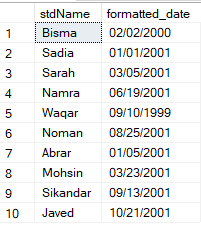 stdName formatted_date
1 Bisma 02/02/2000
2 Sadia 01/01/2001
3 Sarah 03/05/2001
4 Namra 06/19/2001
5 Waqar 09/10/1999
6 Noman 08/25/2001
7 Abrar 01/05/2001
8 Mohsin 03/23/2001
9 Sikandar 09/13/2001
10 Javed 10/21/2001